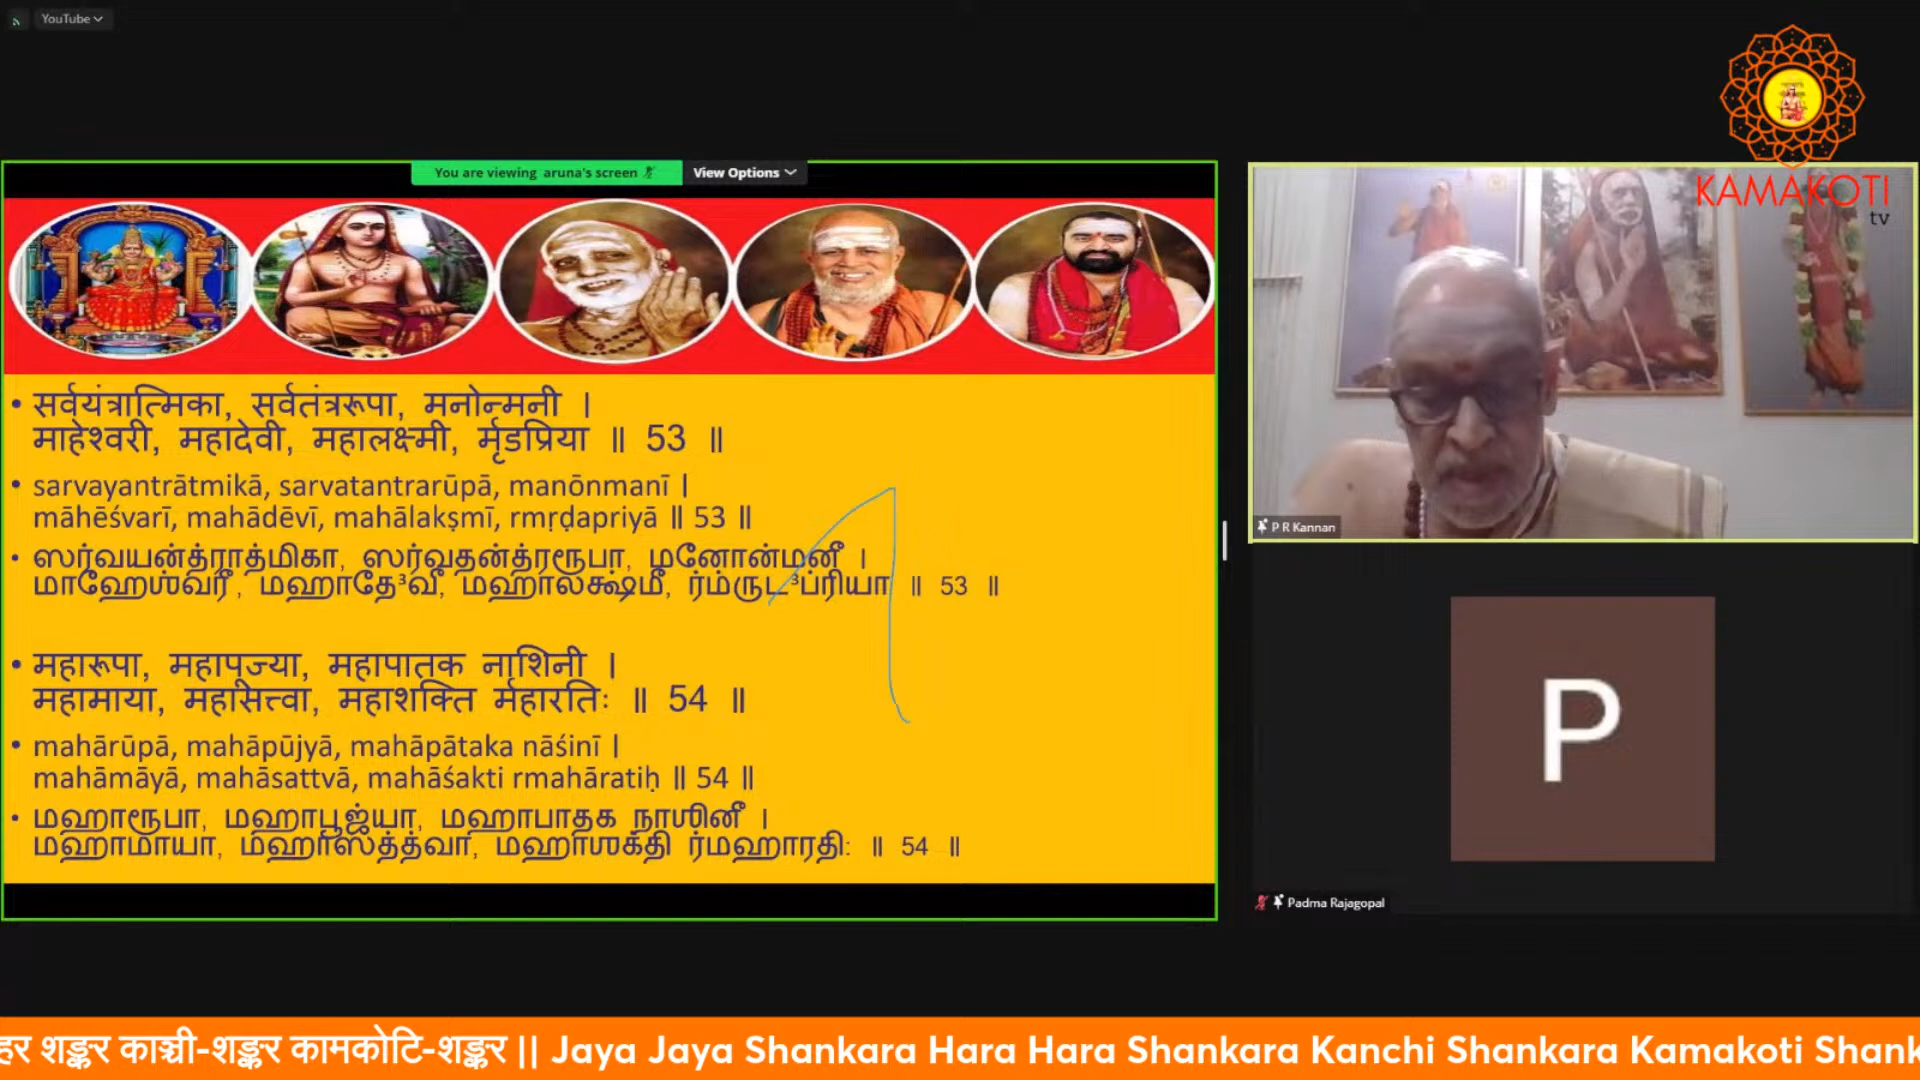 YouTube
KAMAKOTI
tv
You are viewing aruna's screen
View Options
• सर्वयंत्रात्मिका, सर्वतंत्ररूपा, मनोन्मनी |
माहेश्वरी, महादेवी, महालक्ष्मी, र्मृडप्रिया ॥ 53 ॥
• sarvayantrātmikā, sarvatantrarūpā, manōnmanī |
māhēśvarī, mahādēvī, mahālakṣmī, rmṛḍapriyā ॥ 53 ॥
• ஸர்வயன்த்ராத்மிகா, ஸர்வதன்த்ரரூபா, மனோன்மனீ |
மாஹேஶ்வரீ, மஹாதே³வீ, மஹாலக்ஷ்மீ, ர்ம்ருட³ப்ரியா ॥ 53 ॥
• महारूपा, महापूज्या, महापातक नाशिनी |
महामाया, महासत्त्वा, महाशक्ति र्महारतिः ॥ 54 ॥
• mahārūpā, mahāpūjyā, mahāpātaka nāśinī |
mahāmāyā, mahāsattvā, mahāśakti rmahāratiḥ ॥ 54 ॥
• மஹாரூபா, மஹாபூஜ்யா, மஹாபாதக நாஶினீ |
மஹாமாயா, மஹாஸத்த்வா, மஹாஶக்தி ர்மஹாரதி: ॥ 54 ॥
P R Kannan
P
Padma Rajagopal
हर शङ्कर काञ्ची-शङ्कर कामकोटि-शङ्कर || Jaya Jaya Shankara Hara Hara Shankara Kanchi Shankara Kamakoti Shank